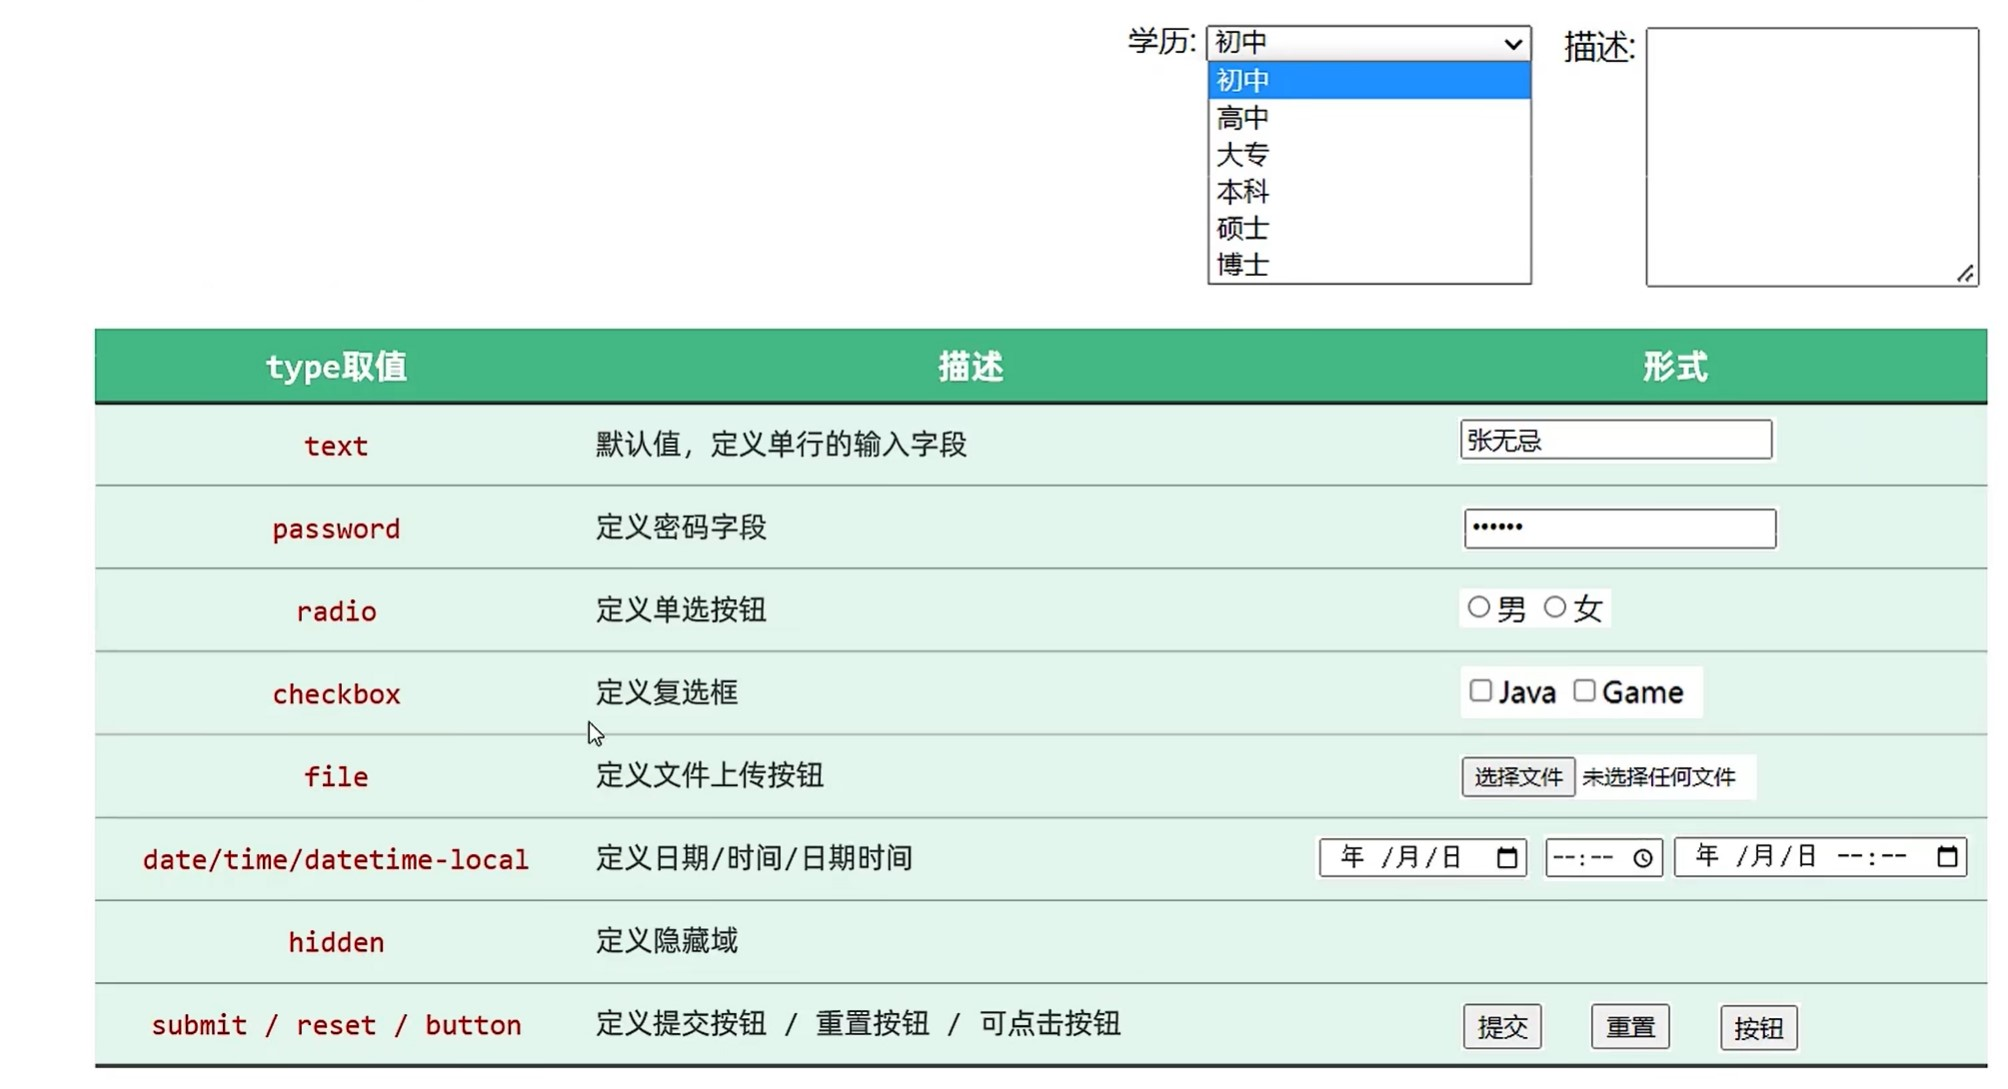 学历: 初中 描述:
初中
高中
大专
本科
硕士
博士
type取值 描述 形式
text 默认值，定义单行的输入字段 张无忌
password 定义密码字段 ••••••
radio 定义单选按钮 男 女
checkbox 定义复选框 Java Game
file 定义文件上传按钮 选择文件 未选择任何文件
date/time/datetime-local 定义日期/时间/日期时间 年 /月/日 --:-- 年 /月/日 --:--
hidden 定义隐藏域
submit / reset / button 定义提交按钮 / 重置按钮 / 可点击按钮 提交 重置 按钮